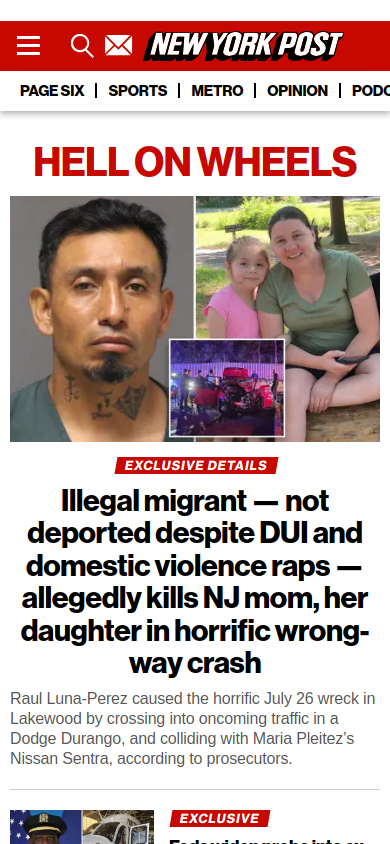 NEW YORK POST
PAGE SIX
SPORTS
METRO
OPINION
PODC
HELL ON WHEELS
EXCLUSIVE DETAILS
Illegal migrant — not
deported despite DUI and
domestic violence raps —
allegedly kills NJ mom, her
daughter in horrific wrong-
way crash
Raul Luna-Perez caused the horrific July 26 wreck in
Lakewood by crossing into oncoming traffic in a
Dodge Durango, and colliding with Maria Pleitez’s
Nissan Sentra, according to prosecutors.
EXCLUSIVE